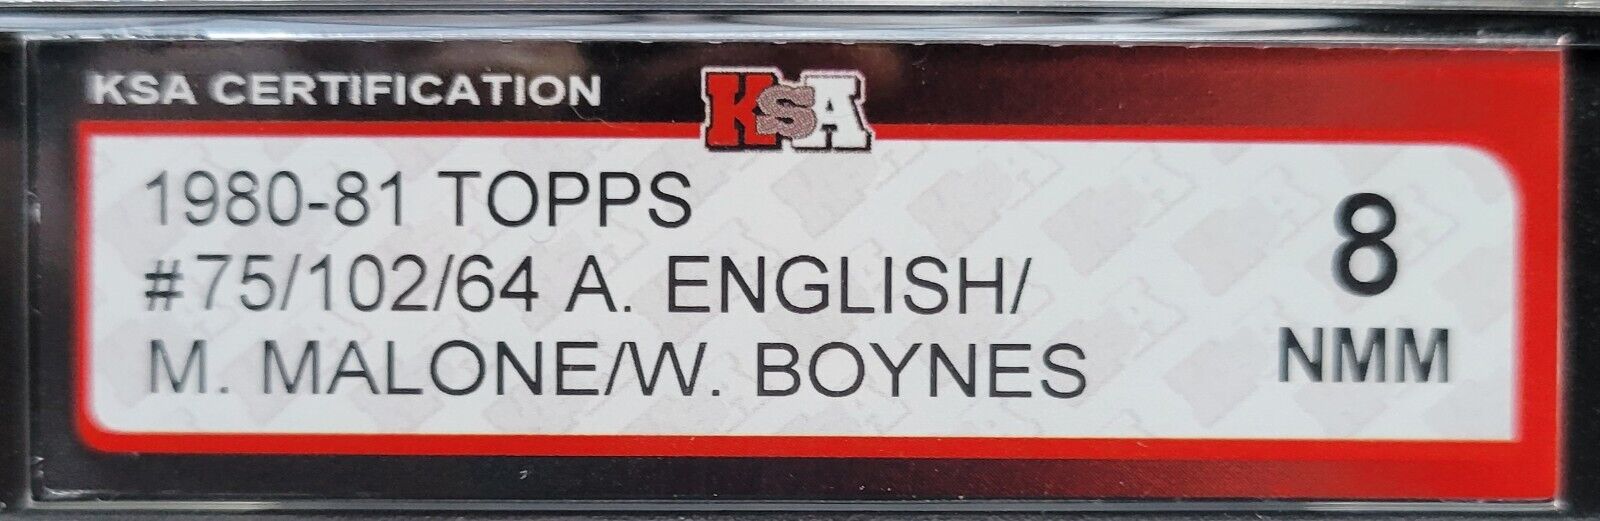 KSA CERTIFICATION
KSA
1980-81 TOPPS
#75/102/64 A. ENGLISH/
M. MALONE/W. BOYNES
8
NMM